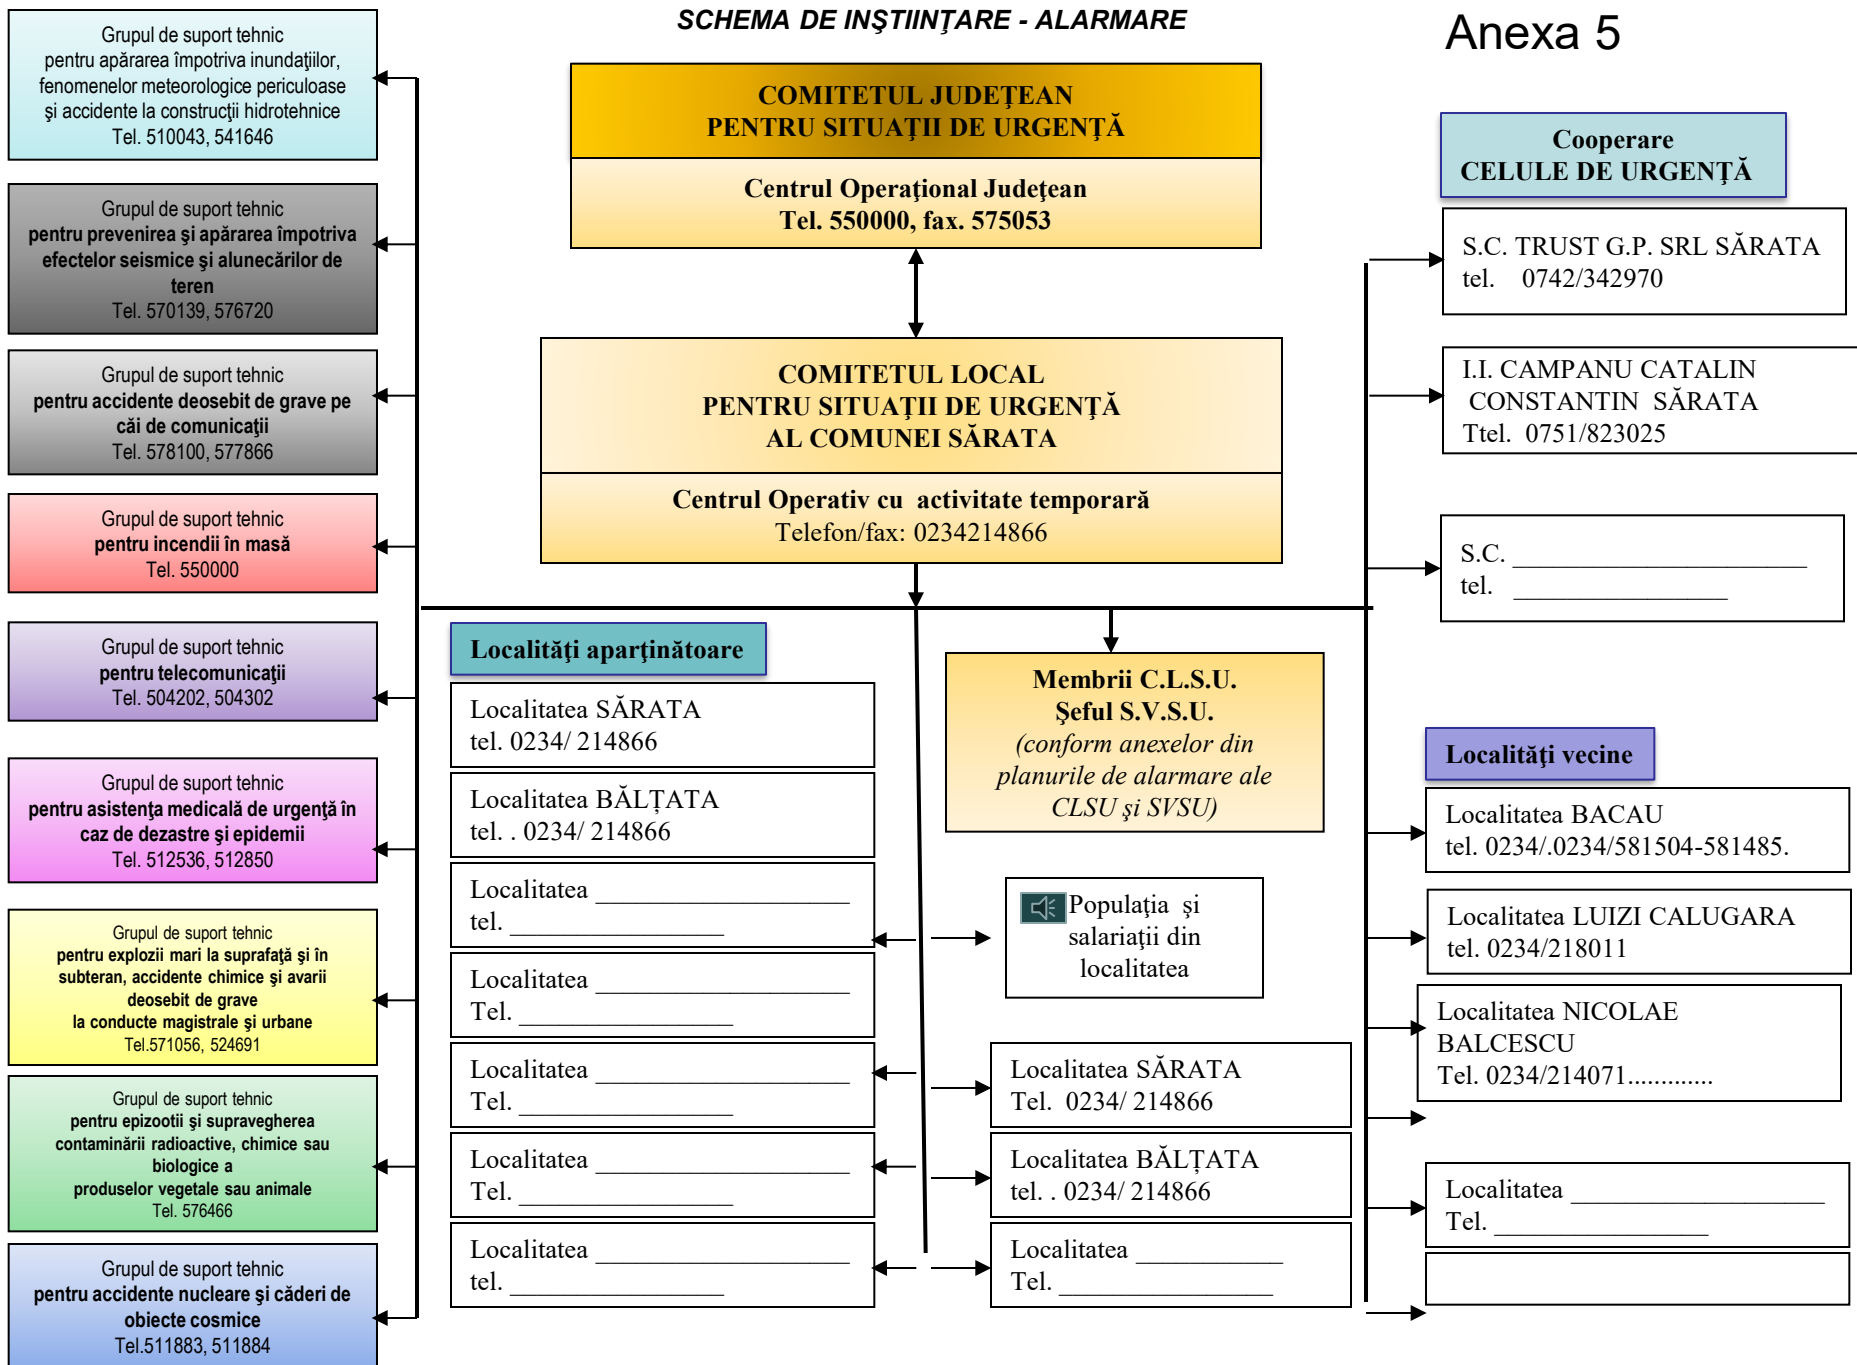 SCHEMA DE INŞTIINŢARE - ALARMARE
Anexa 5
Grupul de suport tehnic
pentru apărarea împotriva inundaţiilor,
fenomenelor meteorologice periculoase
şi accidente la construcţii hidrotehnice
Tel. 510043, 541646
Grupul de suport tehnic
pentru prevenirea şi apărarea împotriva
efectelor seismice şi alunecărilor de
teren
Tel. 570139, 576720
Grupul de suport tehnic
pentru accidente deosebit de grave pe
căi de comunicaţii
Tel. 578100, 577866
Grupul de suport tehnic
pentru incendii în masă
Tel. 550000
Grupul de suport tehnic
pentru telecomunicaţii
Tel. 504202, 504302
Grupul de suport tehnic
pentru asistenţa medicală de urgenţă în
caz de dezastre şi epidemii
Tel. 512536, 512850
Grupul de suport tehnic
pentru explozii mari la suprafaţă şi în
subteran, accidente chimice şi avarii
deosebit de grave
la conducte magistrale şi urbane
Tel.571056, 524691
Grupul de suport tehnic
pentru epizootii şi supravegherea
contaminării radioactive, chimice sau
biologice a
produselor vegetale sau animale
Tel. 576466
Grupul de suport tehnic
pentru accidente nucleare şi căderi de
obiecte cosmice
Tel.511883, 511884
COMITETUL JUDEŢEAN
PENTRU SITUAŢII DE URGENŢĂ
Centrul Operaţional Judeţean
Tel. 550000, fax. 575053
COMITETUL LOCAL
PENTRU SITUAŢII DE URGENŢĂ
AL COMUNEI SĂRATA
Centrul Operativ cu activitate temporară
Telefon/fax: 0234214866
Localităţi aparţinătoare
Localitatea SĂRATA
tel. 0234/ 214866
Localitatea BĂLȚATA
tel. . 0234/ 214866
Localitatea ___________________
tel. ________________
Localitatea ___________________
Tel. ________________
Localitatea ___________________
Tel. ________________
Localitatea ___________________
Tel. ________________
Localitatea ___________________
tel. ________________
Membrii C.L.S.U.
Şeful S.V.S.U.
(conform anexelor din
planurile de alarmare ale
CLSU şi SVSU)
Populaţia şi
salariaţii din
localitatea
Localitatea SĂRATA
Tel. 0234/ 214866
Localitatea BĂLȚATA
tel. . 0234/ 214866
Localitatea ___________
Tel. ________________
Cooperare
CELULE DE URGENŢĂ
S.C. TRUST G.P. SRL SĂRATA
tel. 0742/342970
I.I. CAMPANU CATALIN
CONSTANTIN SĂRATA
Ttel. 0751/823025
S.C. ______________________
tel. ________________
Localităţi vecine
Localitatea BACAU
tel. 0234/.0234/581504-581485.
Localitatea LUIZI CALUGARA
tel. 0234/218011
Localitatea NICOLAE
BALCESCU
Tel. 0234/214071.............
Localitatea ___________________
Tel. ________________